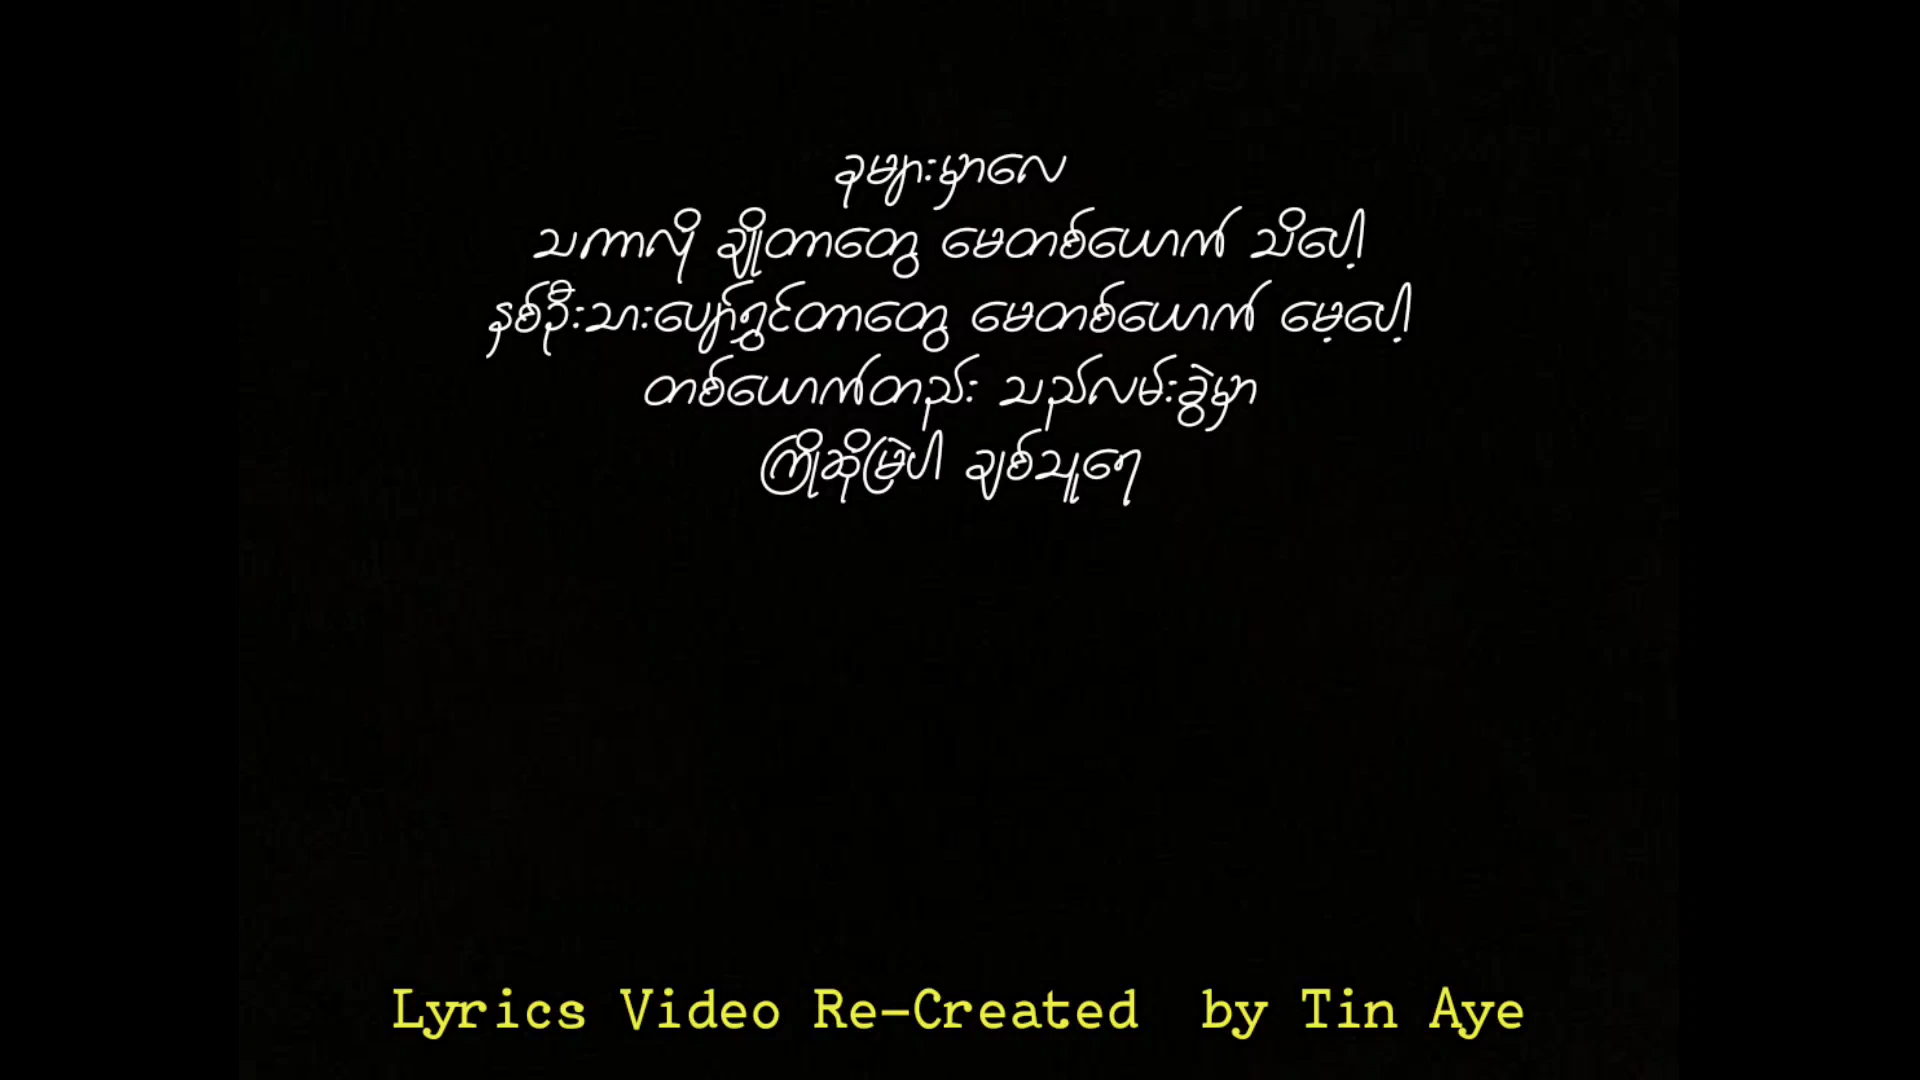 ခများမှာလေ
သကာလို ချိုတာတွေ မေတစ်ယောက် သိပေါ့
နှစ်ဦးသားပျော်ရွှင်တာတွေ မေတစ်ယောက် မေ့ပေါ့
တစ်ယောက်တည်း သည်လမ်းခွဲမှာ
ကြိုဆိုမြဲပါ ချစ်သူရေ
Lyrics Video Re-Created by Tin Aye